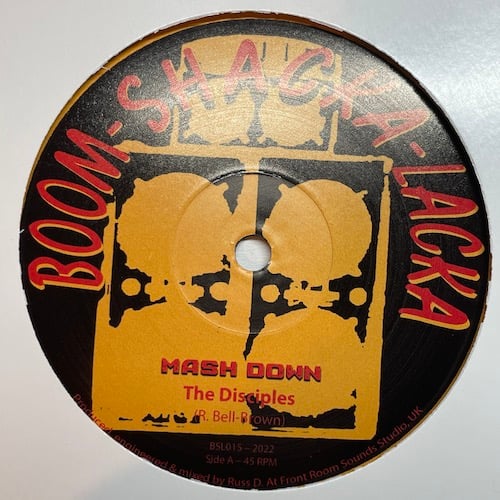 BOOM-SHACKA-LACKA
MASH DOWN
The Disciples
(R. Bell-Brown)
BSL015 – 2022
Side A – 45 RPM
Produced, engineered & mixed by Russ D. At Front Room Sounds Studio, UK